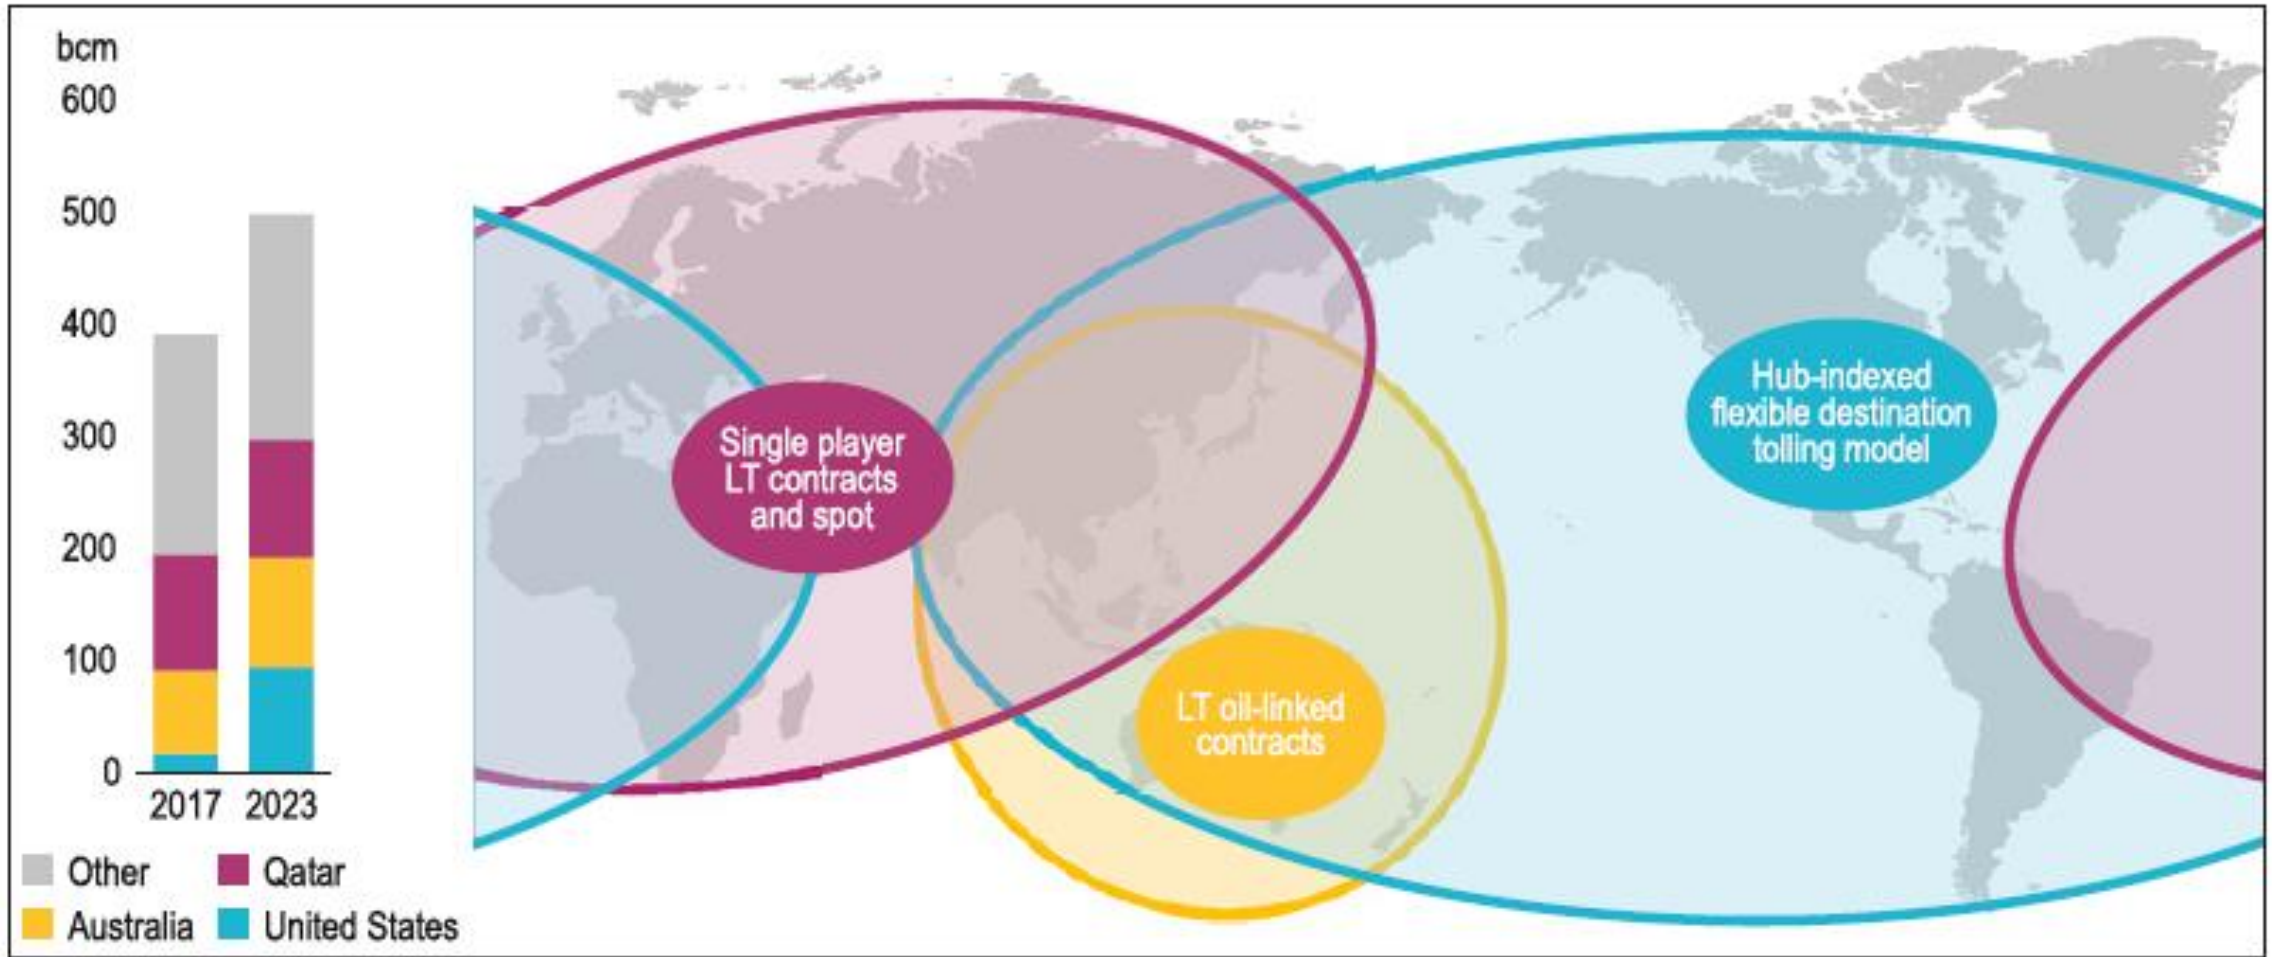 bcm
600
500
400
300
200
100
0
2017 2023
Other
Qatar
Australia
United States
Single player
LT contracts
and spot
LT oil-linked
contracts
Hub-indexed
flexible destination
tolling model